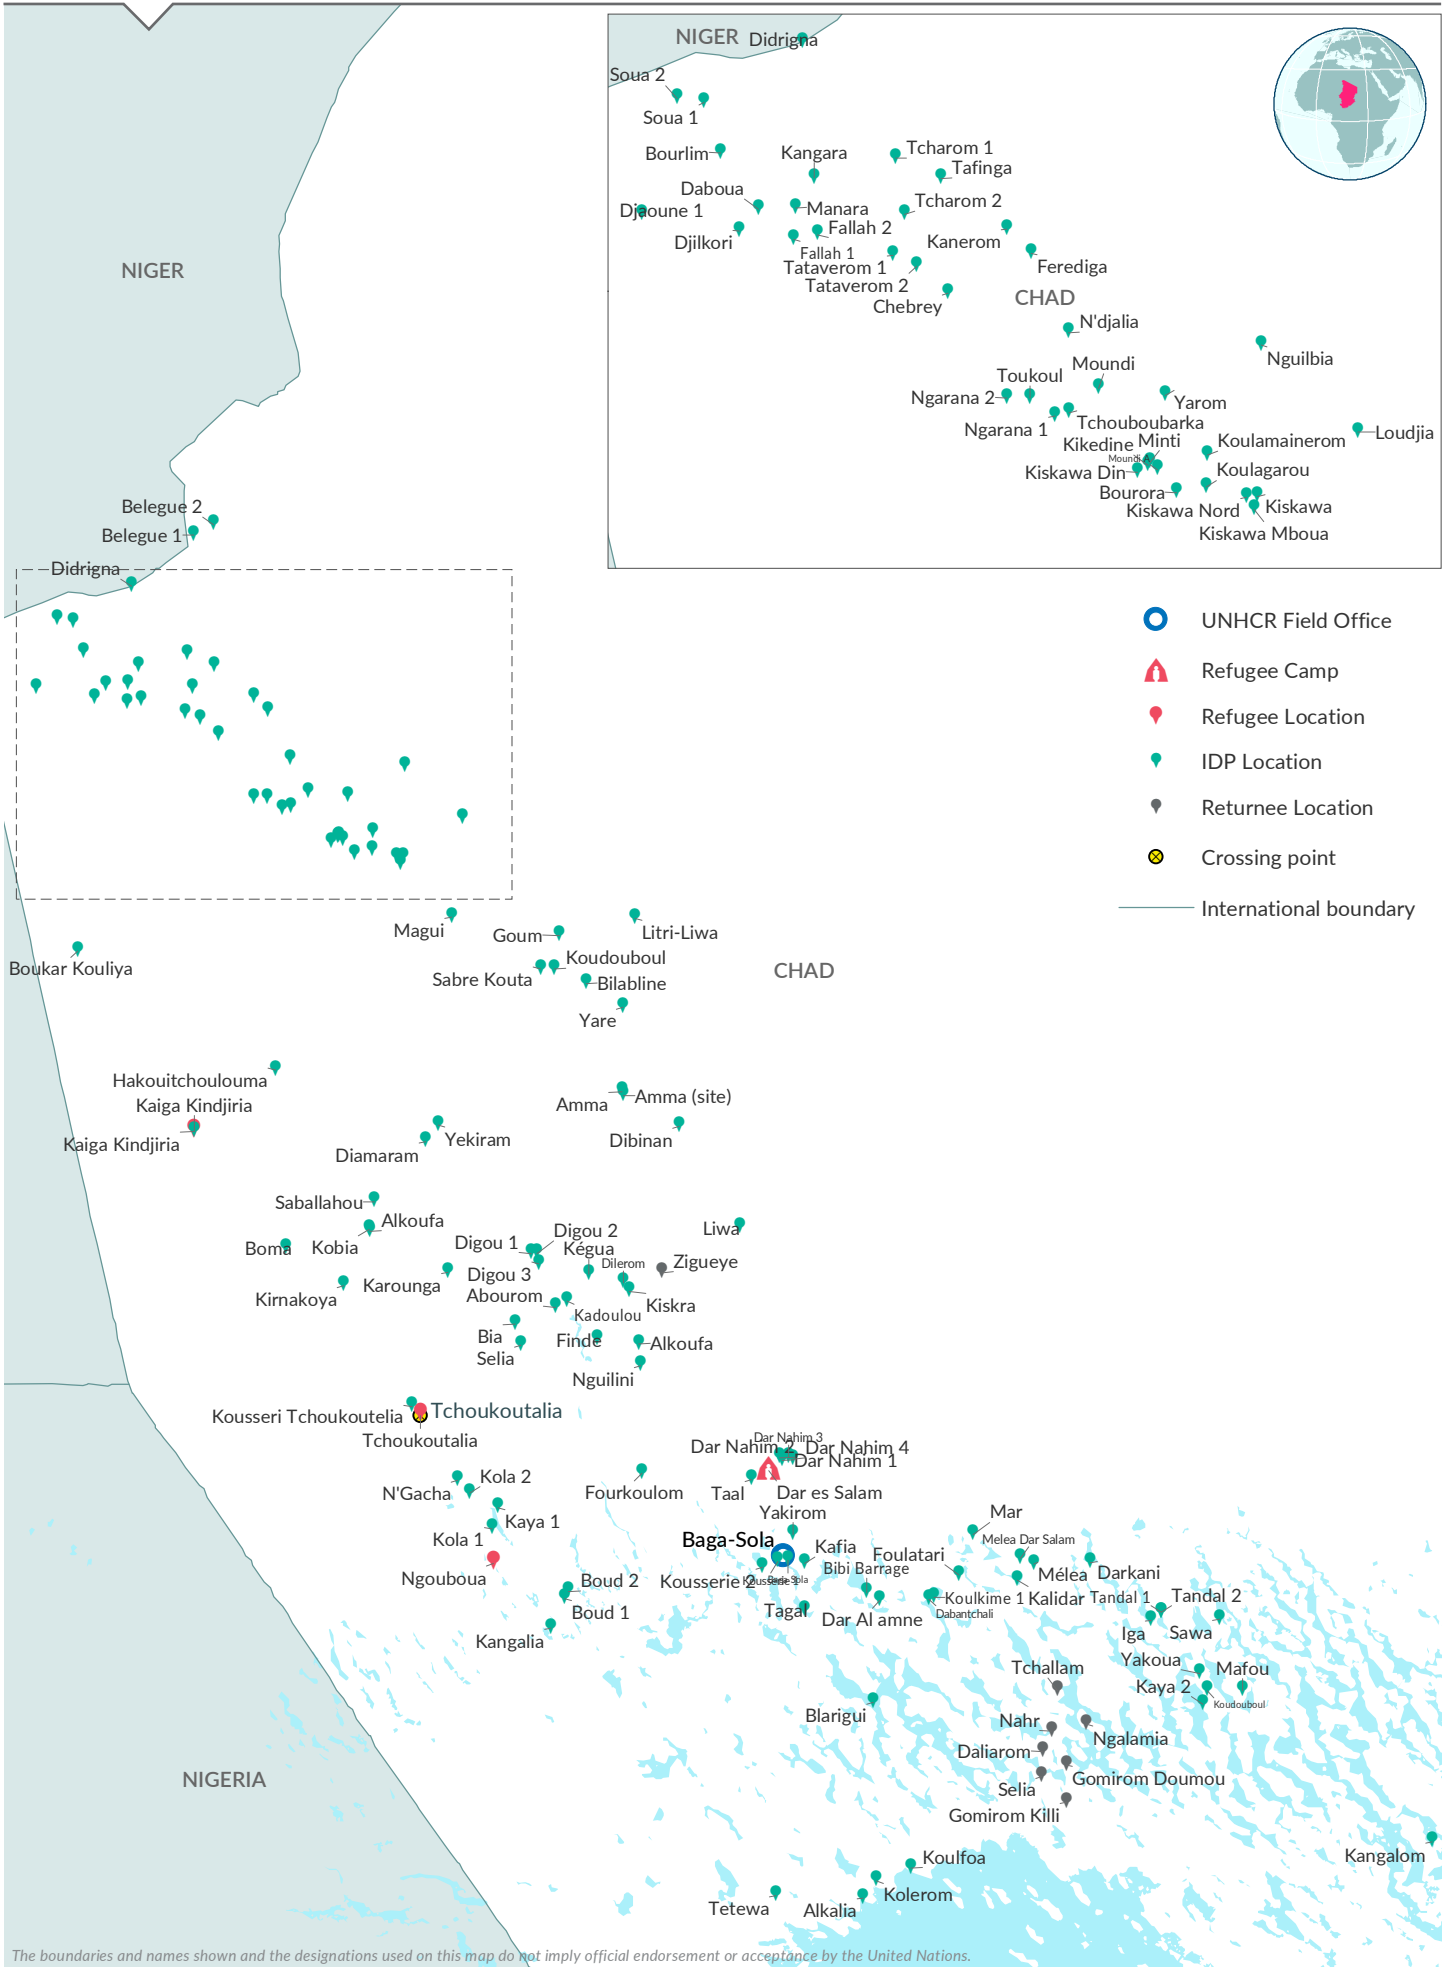 NIGER
Didrigna
Soua 2
Soua 1
Bourlim
Kangara
Tcharom 1
Tafinga
Daboua
Djaoune 1
Manara
Tcharom 2
Djilkori
Fallah 2
Fallah 1
Kanerom
Tataverom 1
Ferediga
Tataverom 2
Chebrey
CHAD
N'djalia
Nguilbia
Moundi
Toukoul
Ngarana 2
Yarom
Ngarana 1
Tchouboubarka
Loudjia
Kikedine
Minti
Koulamainerom
Moundi A
Kiskawa Din
Koulagarou
Bourora
Kiskawa Nord
Kiskawa
Kiskawa Mboua
NIGER
Belegue 2
Belegue 1
Didrigna
UNHCR Field Office
Refugee Camp
Refugee Location
IDP Location
Returnee Location
Crossing point
International boundary
Magui
Goum
Litri-Liwa
Boukar Kouliya
Koudouboul
Sabre Kouta
Bilabline
CHAD
Yare
Hakouitchoulouma
Kaiga Kindjiria
Kaiga Kindjiria
Amma
Amma (site)
Yekiram
Diamaram
Dibinan
Saballahou
Alkoufa
Kobia
Boma
Digou 1
Digou 2
Liwa
Kégua
Digou 3
Dilerom
Zigueye
Kirnakoya
Karounga
Abourom
Kiskra
Kadoulou
Bia
Finde
Alkoufa
Selia
Nguilini
Kousseri Tchoukoutelia
Tchoukoutalia
Tchoukoutalia
Dar Nahim 3
Dar Nahim 2
Dar Nahim 4
Dar Nahim 1
N'Gacha
Kola 2
Fourkoulom
Taal
Dar es Salam
Kaya 1
Yakirom
Mar
Kola 1
Baga-Sola
Kafia
Foulatari
Melea Dar Salam
Ngouboua
Kousserie 2
Kousserie 1
Baga-Sola
Bibi Barrage
Mélea
Darkani
Boud 2
Koulkime 1
Kalidar
Tandal 1
Tandal 2
Boud 1
Tagal
Dar Al amne
Dabantchali
Iga
Sawa
Kangalia
Tchallam
Yakoua
Mafou
Kaya 2
Koudouboul
Blarigui
Nahr
Ngalamia
Daliarom
Gomirom Doumou
Selia
Gomirom Killi
NIGERIA
Kangalom
Koulfoa
Kolerom
Tetewa
Alkalia
The boundaries and names shown and the designations used on this map do not imply official endorsement or acceptance by the United Nations.